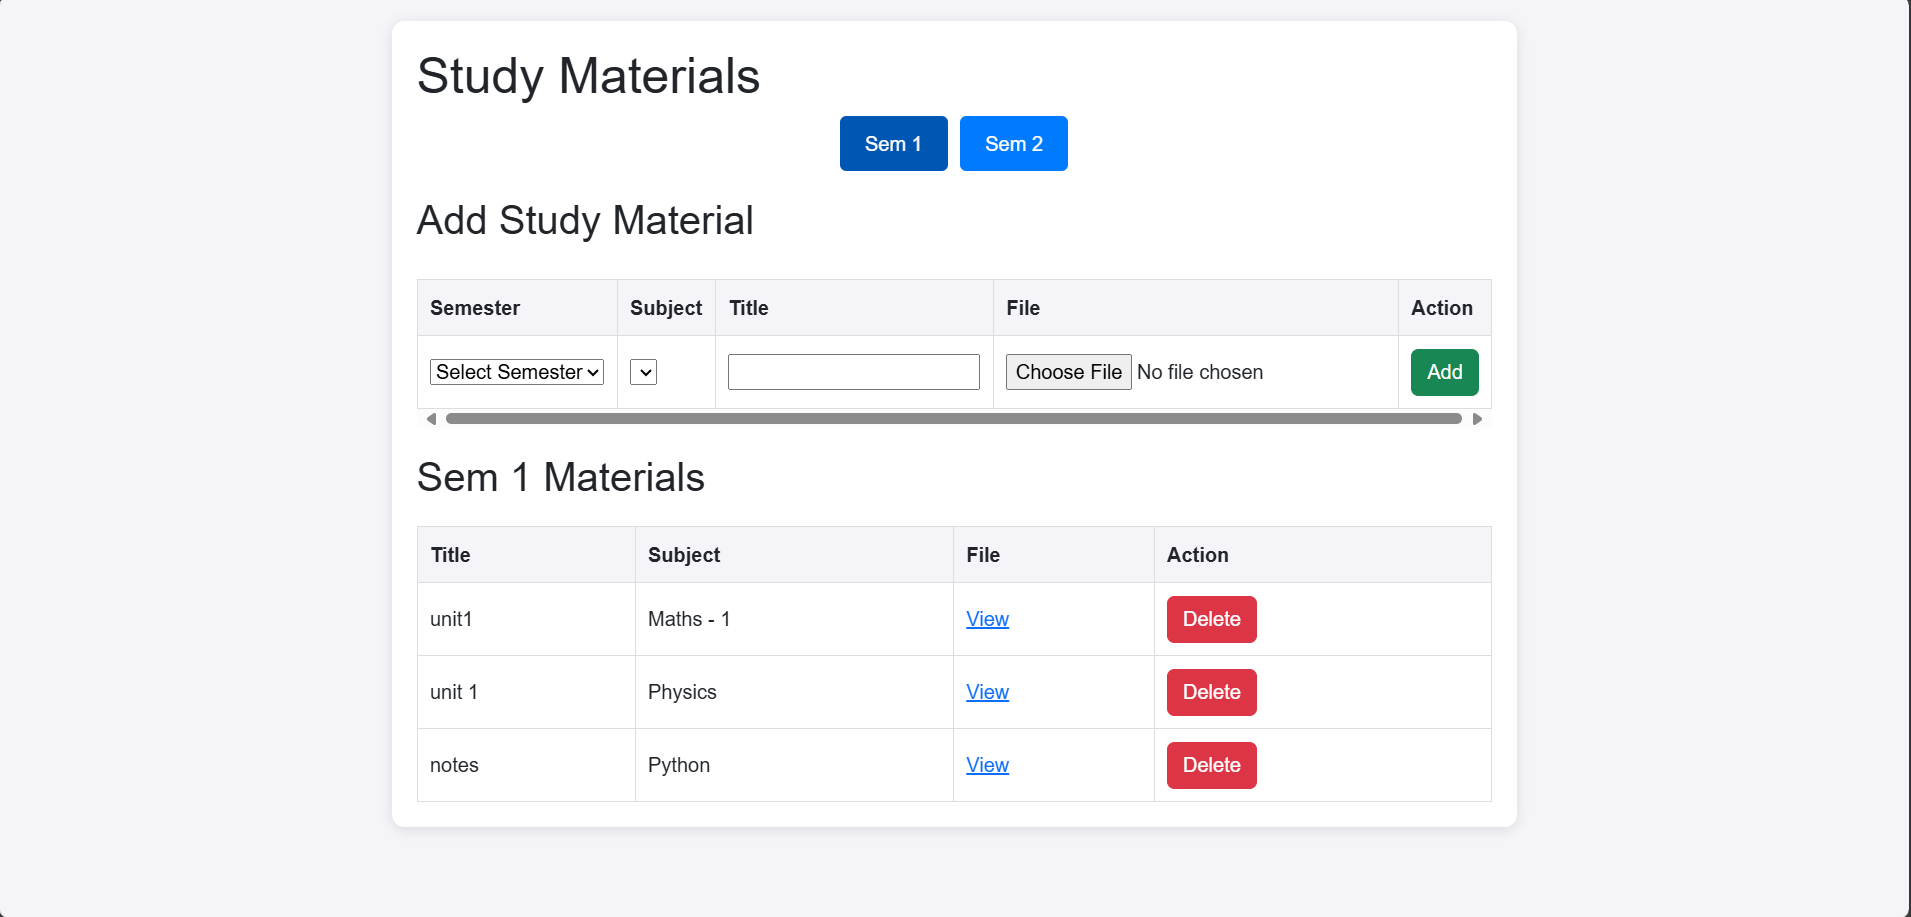 Study Materials
Sem 1 Sem 2
Add Study Material
Semester Subject Title File Action
Select Semester Choose File No file chosen Add
Sem 1 Materials
Title Subject File Action
unit1 Maths - 1 View Delete
unit 1 Physics View Delete
notes Python View Delete